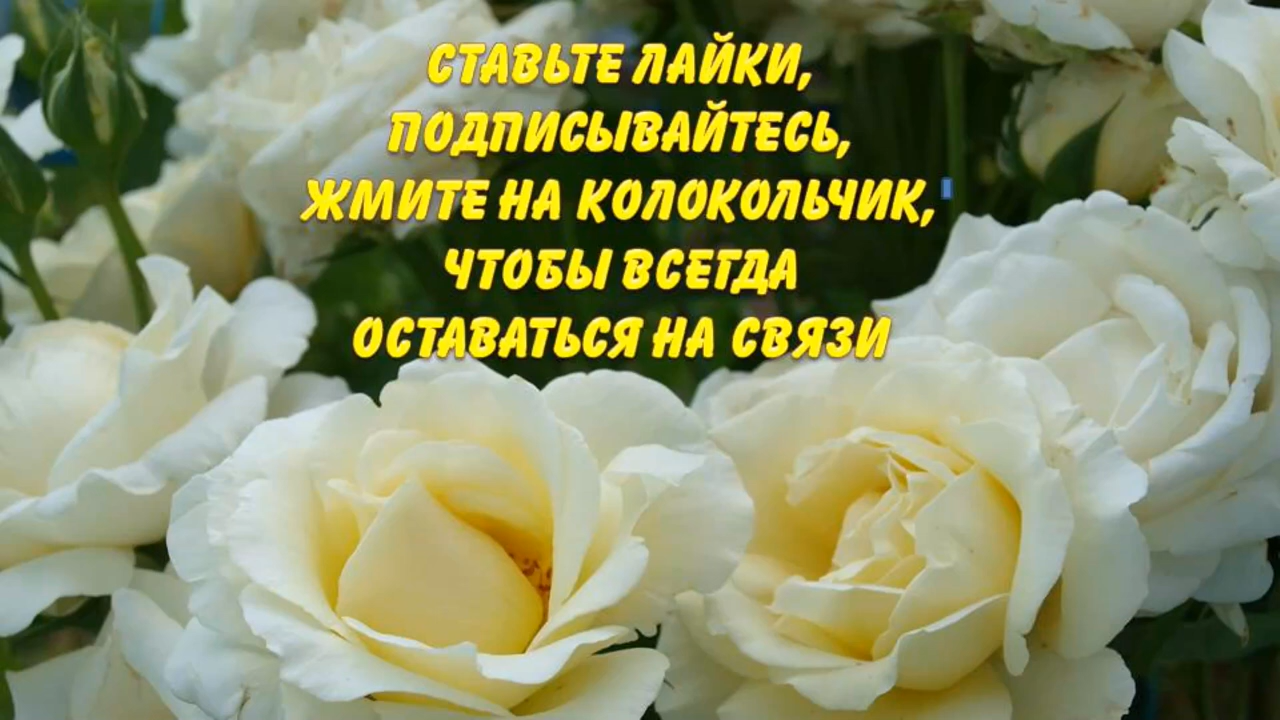 СТАВЬТЕ ЛАЙКИ,
ПОДПИСЫВАЙТЕСЬ,
ЖМИТЕ НА КОЛОКОЛЬЧИК,
ЧТОБЫ ВСЕГДА
ОСТАВАТЬСЯ НА СВЯЗИ